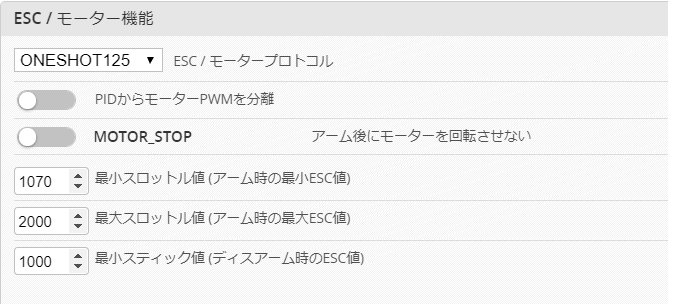 ESC / モーター機能
ONESHOT125 ESC / モータープロトコル
PIDからモーターPWMを分離
MOTOR_STOP アーム後にモーターを回転させない
1070 最小スロットル値 (アーム時の最小ESC値)
2000 最大スロットル値 (アーム時の最大ESC値)
1000 最小スティック値 (ディスアーム時のESC値)